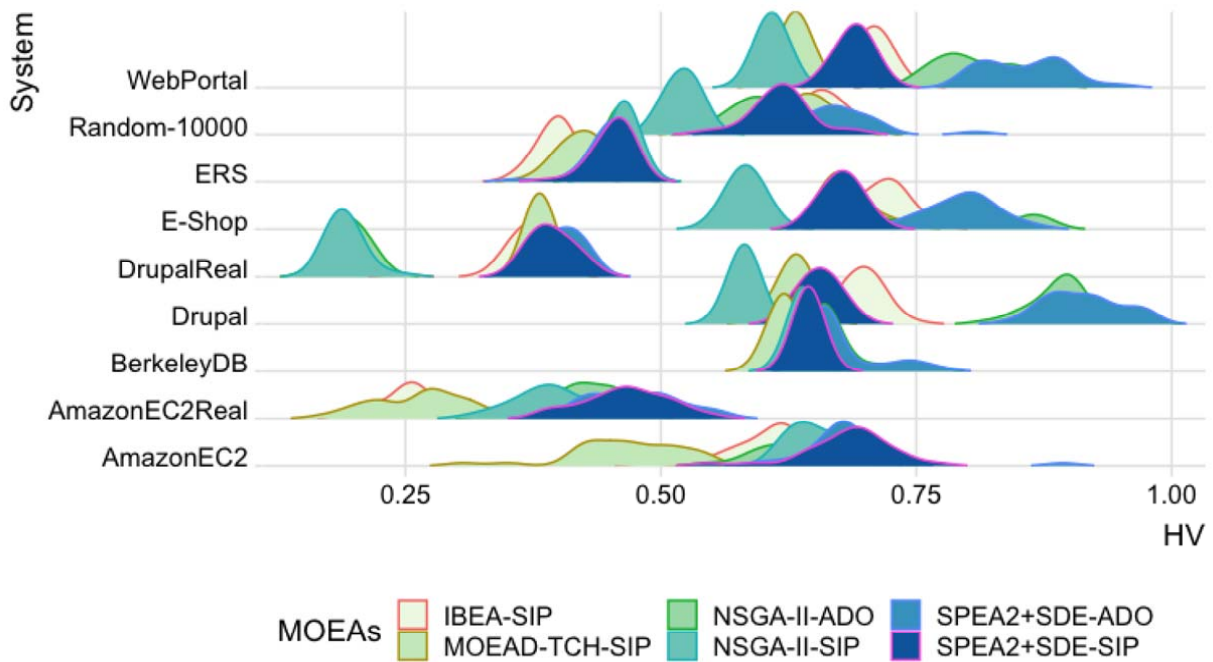 System
WebPortal
Random-10000
ERS
E-Shop
DrupalReal
Drupal
BerkeleyDB
AmazonEC2Real
AmazonEC2
0.25 0.50 0.75 1.00
HV
MOEAs
IBEA-SIP NSGA-II-ADO SPEA2+SDE-ADO
MOEAD-TCH-SIP NSGA-II-SIP SPEA2+SDE-SIP